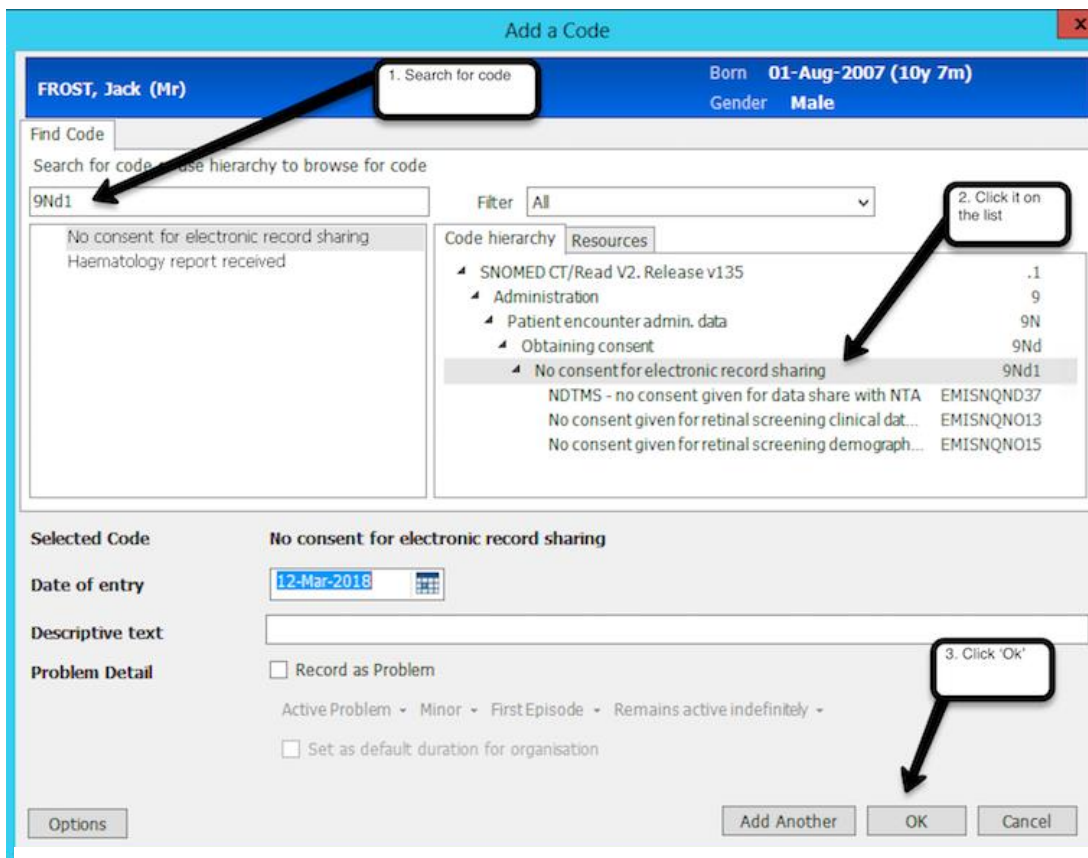 Add a Code
x
FROST, Jack (Mr)
1. Search for code
Born 01-Aug-2007 (10y 7m)
Gender Male
Find Code
Search for code use hierarchy to browse for code
9Nd1
Filter All
2. Click it on
the list
No consent for electronic record sharing
Haematology report received
Code hierarchy Resources
SNOMED CT/Read V2. Release v135 .1
Administration 9
Patient encounter admin. data 9N
Obtaining consent 9Nd
No consent for electronic record sharing 9Nd1
NDTMS - no consent given for data share with NTA EMISNQND37
No consent given for retinal screening clinical dat... EMISNQNO13
No consent given for retinal screening demograph... EMISNQNO15
Selected Code No consent for electronic record sharing
Date of entry 12-Mar-2018
Descriptive text
Problem Detail Record as Problem
3. Click ‘Ok’
Active Problem Minor First Episode Remains active indefinitely
Set as default duration for organisation
Options Add Another OK Cancel